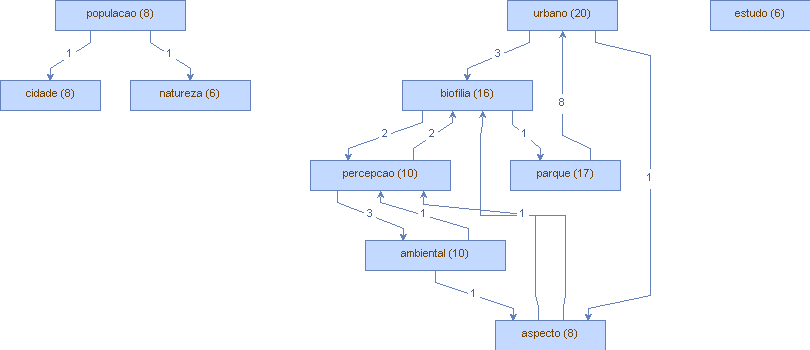 populacao (8)
urbano (20)
estudo (6)
1
1
3
cidade (8)
natureza (6)
biofilia (16)
8
2
2
1
percepcao (10)
parque (17)
1
3
1
1
ambiental (10)
1
aspecto (8)